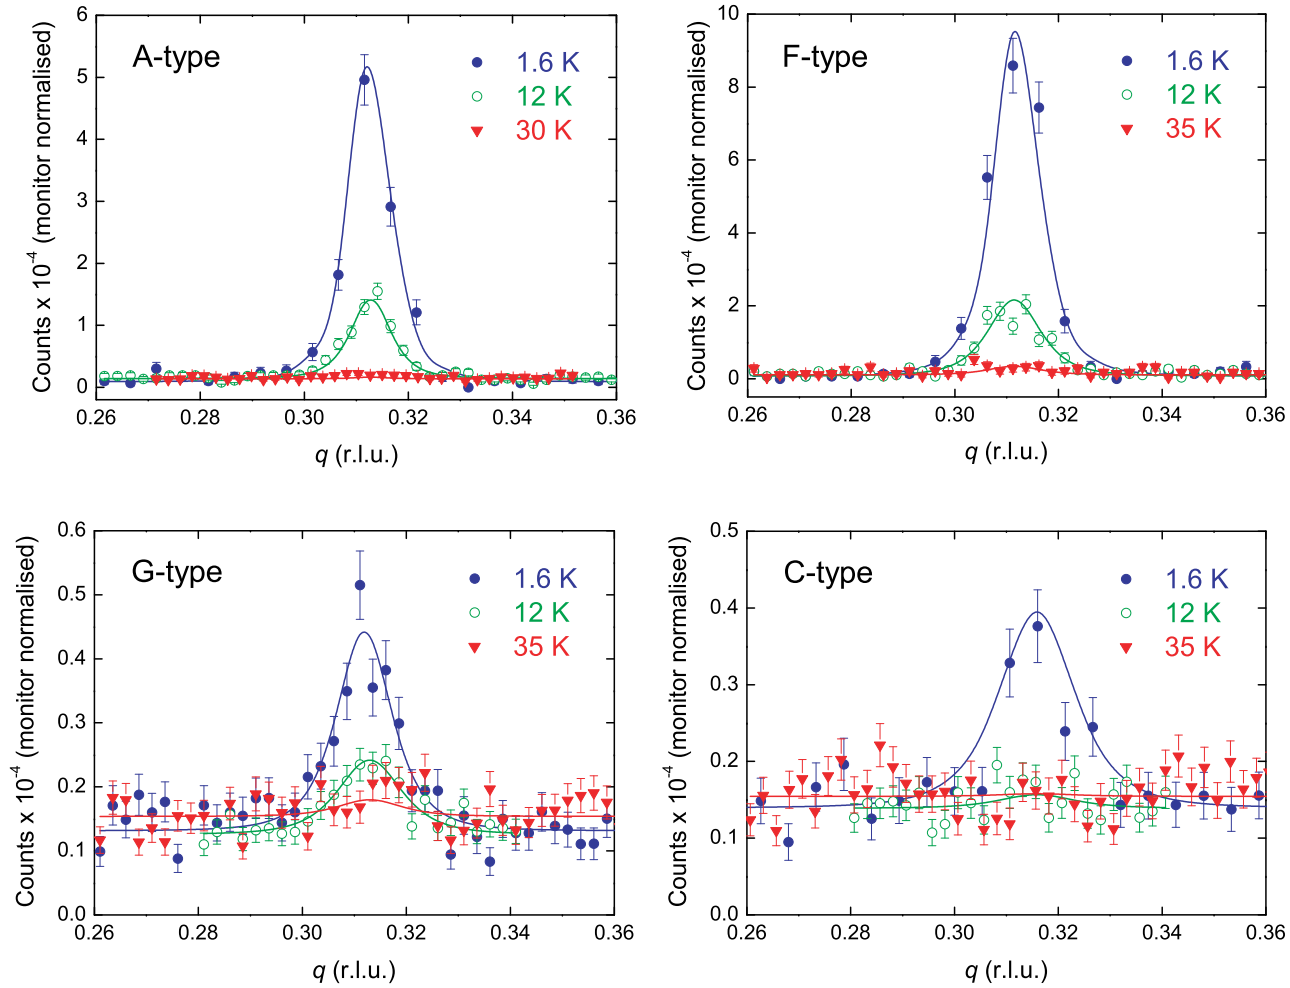 A-type
1.6 K
12 K
30 K
Counts x 10-4 (monitor normalised)
6
5
4
3
2
1
0
0.26 0.28 0.30 0.32 0.34 0.36
q (r.l.u.)
F-type
1.6 K
12 K
35 K
Counts x 10-4 (monitor normalised)
10
8
6
4
2
0
0.26 0.28 0.30 0.32 0.34 0.36
q (r.l.u.)
G-type
1.6 K
12 K
35 K
Counts x 10-4 (monitor normalised)
0.6
0.5
0.4
0.3
0.2
0.1
0.0
0.26 0.28 0.30 0.32 0.34 0.36
q (r.l.u.)
C-type
1.6 K
12 K
35 K
Counts x 10-4 (monitor normalised)
0.5
0.4
0.3
0.2
0.1
0.0
0.26 0.28 0.30 0.32 0.34 0.36
q (r.l.u.)